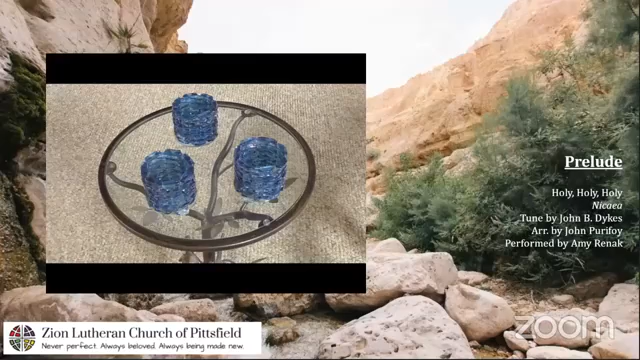 Prelude
Holy, Holy, Holy
Nicaea
Tune by John B. Dykes
Arr. by John Purifoy
Performed by Amy Renak
Zion Lutheran Church of Pittsfield
Never perfect. Always beloved. Always being made new.
zoom